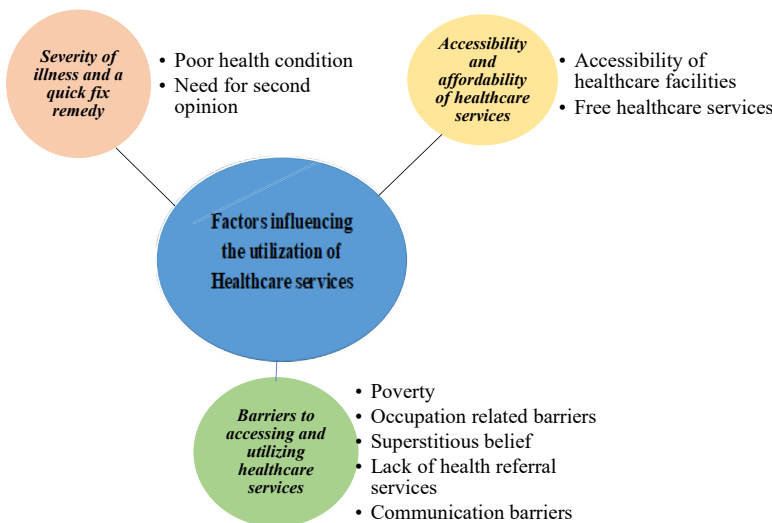 Severity of
illness and a
quick fix
remedy
• Poor health condition
• Need for second
opinion
Accessibility
and
affordability
of healthcare
services
• Accessibility of
healthcare facilities
• Free healthcare services
Factors influencing
the utilization of
Healthcare services
Barriers to
accessing and
utilizing
healthcare
services
• Poverty
• Occupation related barriers
• Superstitious belief
• Lack of health referral
services
• Communication barriers